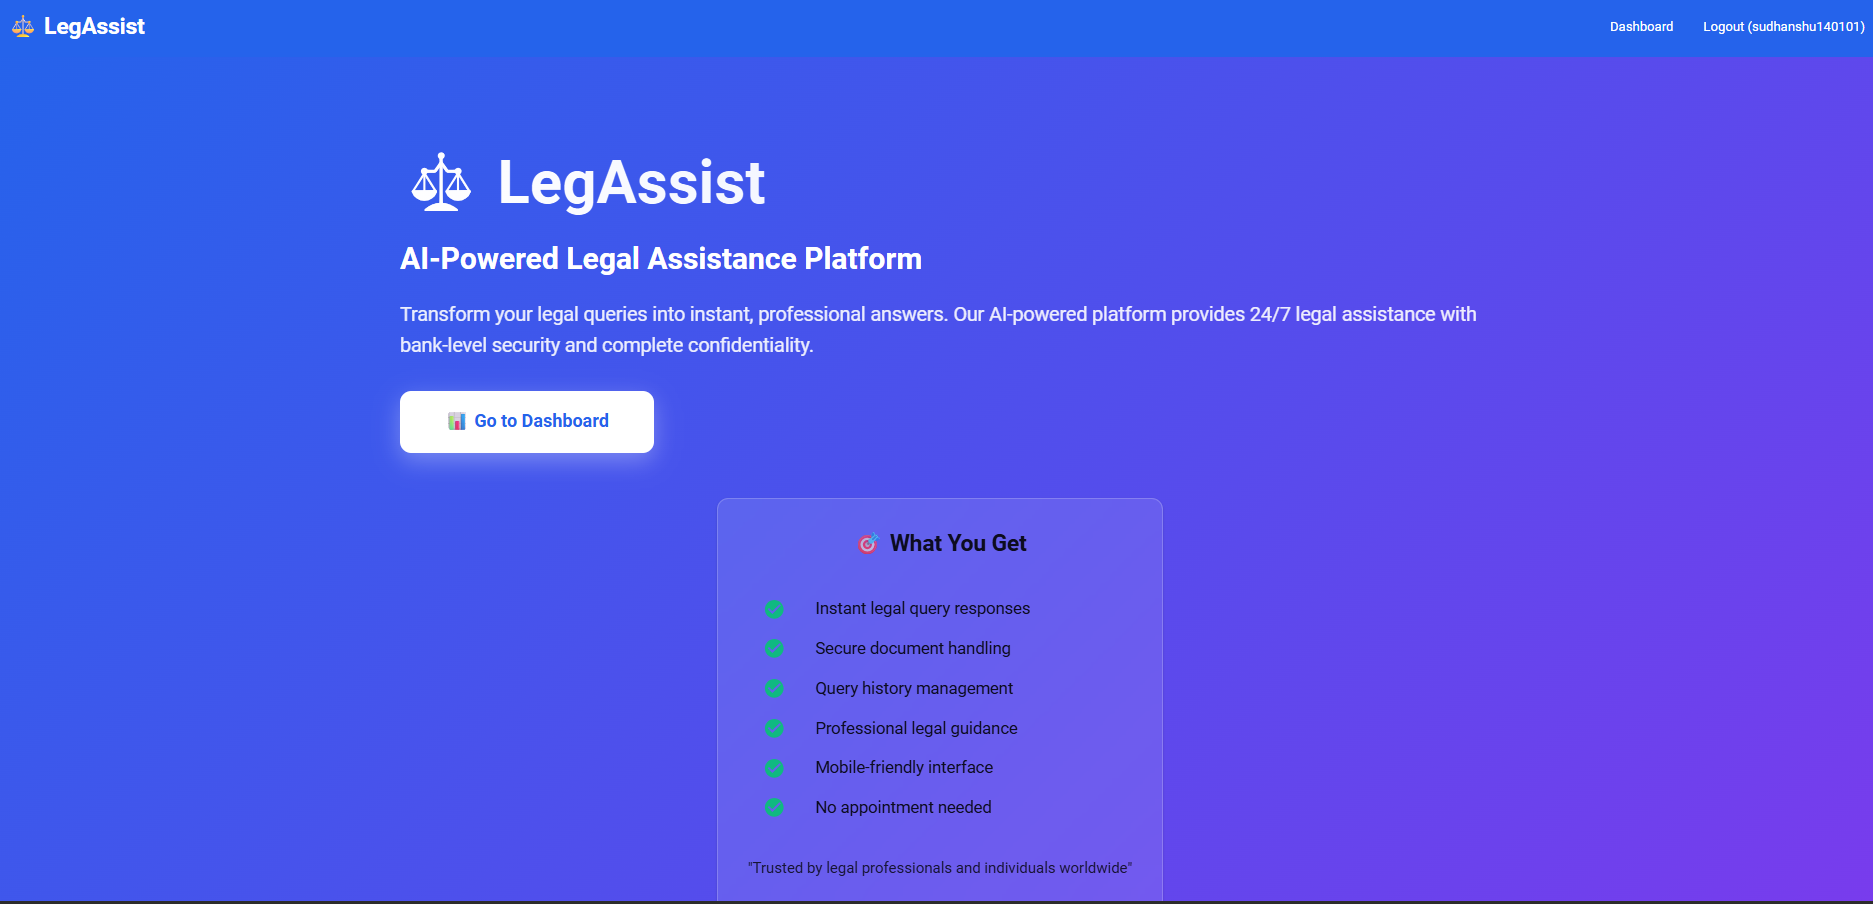 LegAssist
Dashboard
Logout (sudhanshu140101)
LegAssist
AI-Powered Legal Assistance Platform
Transform your legal queries into instant, professional answers. Our AI-powered platform provides 24/7 legal assistance with
bank-level security and complete confidentiality.
Go to Dashboard
What You Get
Instant legal query responses
Secure document handling
Query history management
Professional legal guidance
Mobile-friendly interface
No appointment needed
"Trusted by legal professionals and individuals worldwide"